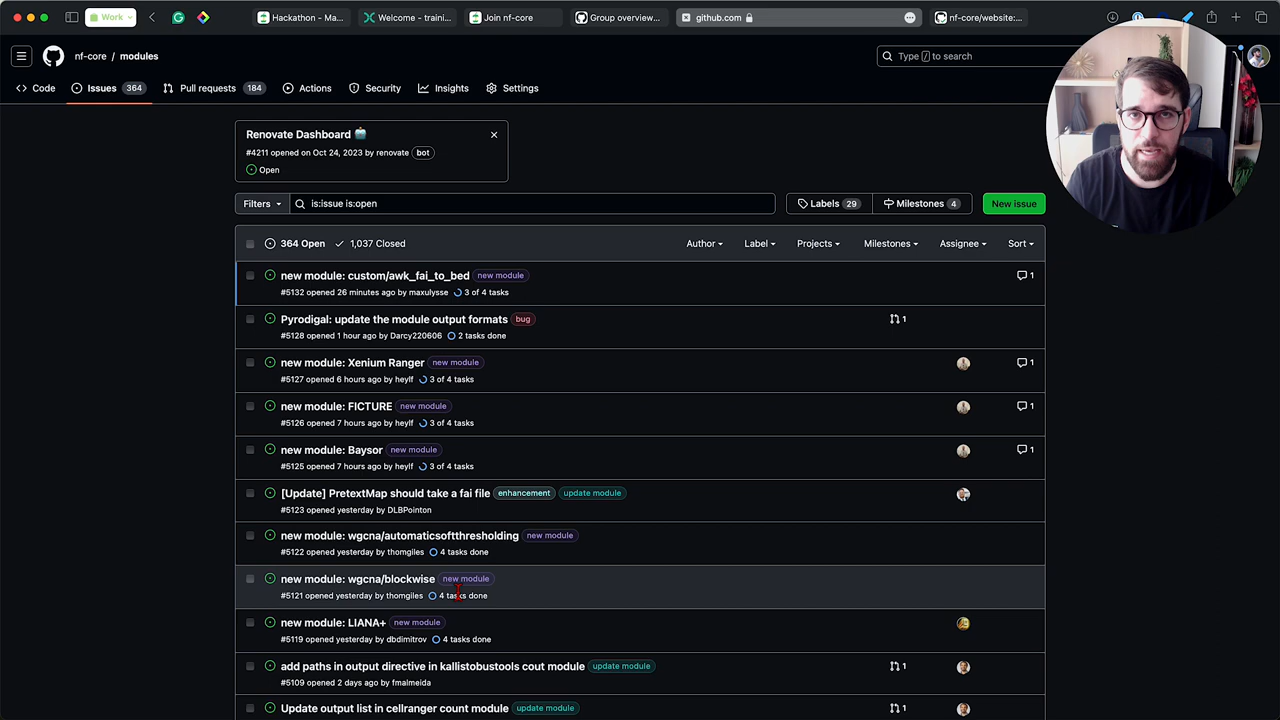 Work
Hackathon - Ma...
Welcome – traini...
Join nf-core
Group overview...
github.com
nf-core/website:...
nf-core / modules
Type / to search
Code
Issues 364
Pull requests 184
Actions
Security
Insights
Settings
Renovate Dashboard
#4211 opened on Oct 24, 2023 by renovate bot
Open
Filters
is:issue is:open
Labels 29
Milestones 4
New issue
364 Open
1,037 Closed
Author
Label
Projects
Milestones
Assignee
Sort
new module: custom/awk_fai_to_bed new module
1
#5132 opened 26 minutes ago by maxulysse 3 of 4 tasks
Pyrodigal: update the module output formats bug
1
#5128 opened 1 hour ago by Darcy220606 2 tasks done
new module: Xenium Ranger new module
1
#5127 opened 6 hours ago by heylf 3 of 4 tasks
new module: FICTURE new module
1
#5126 opened 7 hours ago by heylf 3 of 4 tasks
new module: Baysor new module
1
#5125 opened 7 hours ago by heylf 3 of 4 tasks
[Update] PretextMap should take a fai file enhancement update module
#5123 opened yesterday by DLBPointon
new module: wgcna/automaticsoftthresholding new module
#5122 opened yesterday by thomgiles 4 tasks done
new module: wgcna/blockwise new module
#5121 opened yesterday by thomgiles 4 tasks done
new module: LIANA+ new module
#5119 opened yesterday by dbdimitrov 4 tasks done
add paths in output directive in kallistobustools cout module update module
1
#5109 opened 2 days ago by fmalmeida
Update output list in cellranger count module update module
1